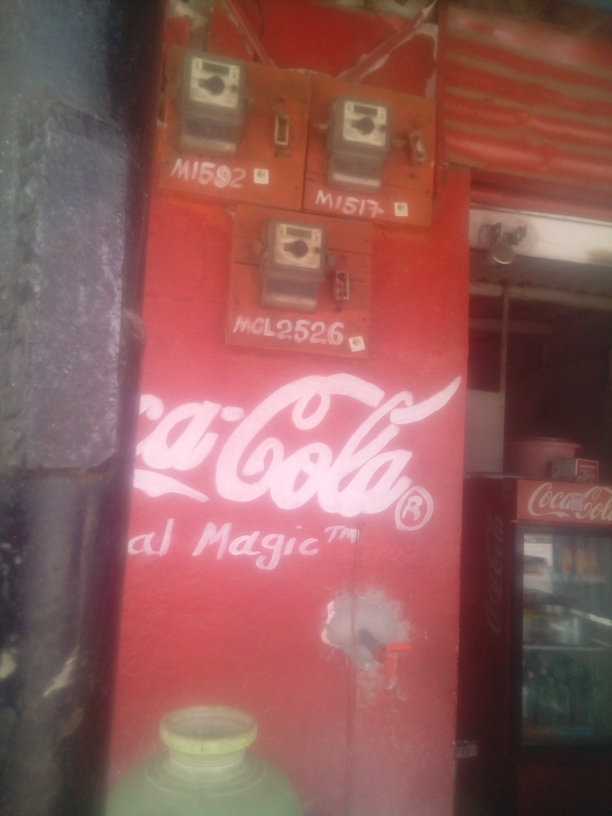 M1592
M1517
MCL2526
ca-Cola®
al Magic™
Coca-Cola